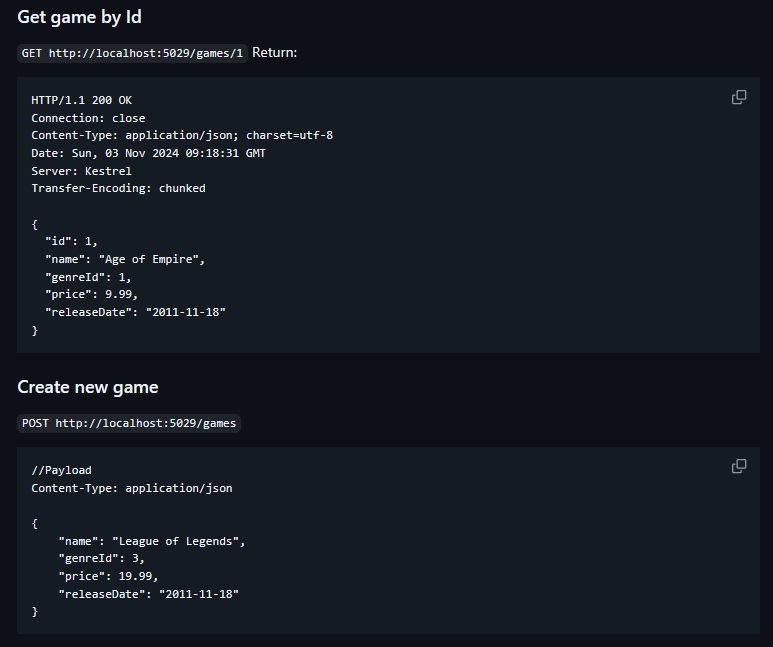 Get game by Id
GET http://localhost:5029/games/1 Return:
HTTP/1.1 200 OK
Connection: close
Content-Type: application/json; charset=utf-8
Date: Sun, 03 Nov 2024 09:18:31 GMT
Server: Kestrel
Transfer-Encoding: chunked
{
  "id": 1,
  "name": "Age of Empire",
  "genreId": 1,
  "price": 9.99,
  "releaseDate": "2011-11-18"
}
Create new game
POST http://localhost:5029/games
//Payload
Content-Type: application/json
{
    "name": "League of Legends",
    "genreId": 3,
    "price": 19.99,
    "releaseDate": "2011-11-18"
}